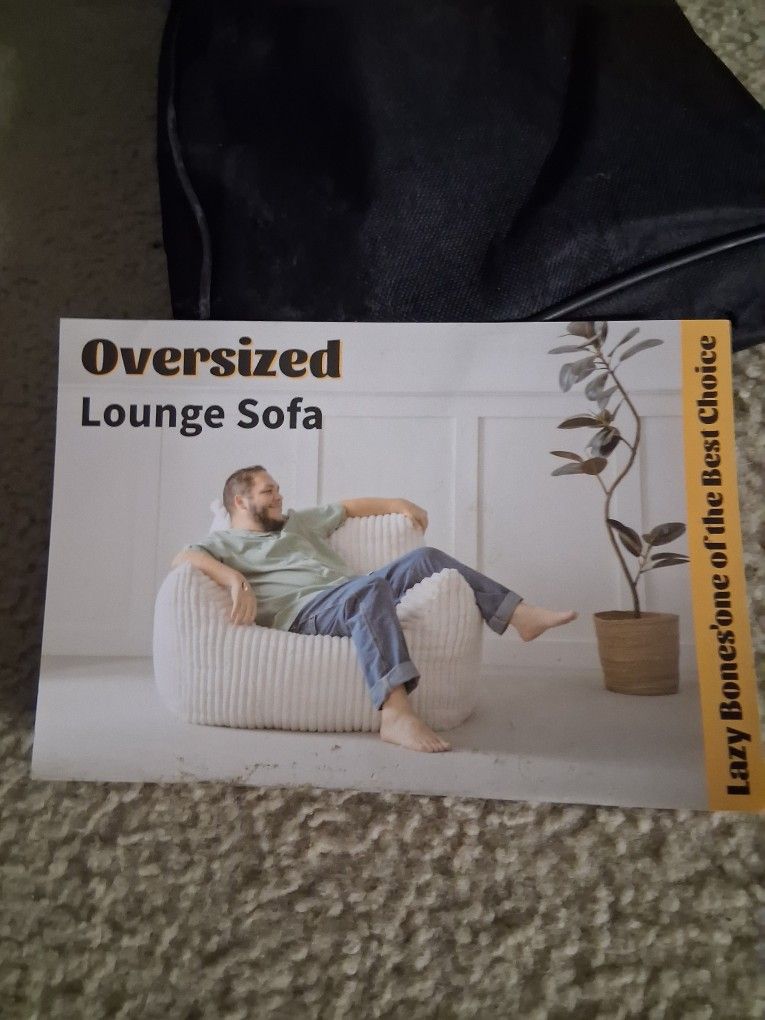 Oversized
Lounge Sofa
Lazy Bones'one of the Best Choice